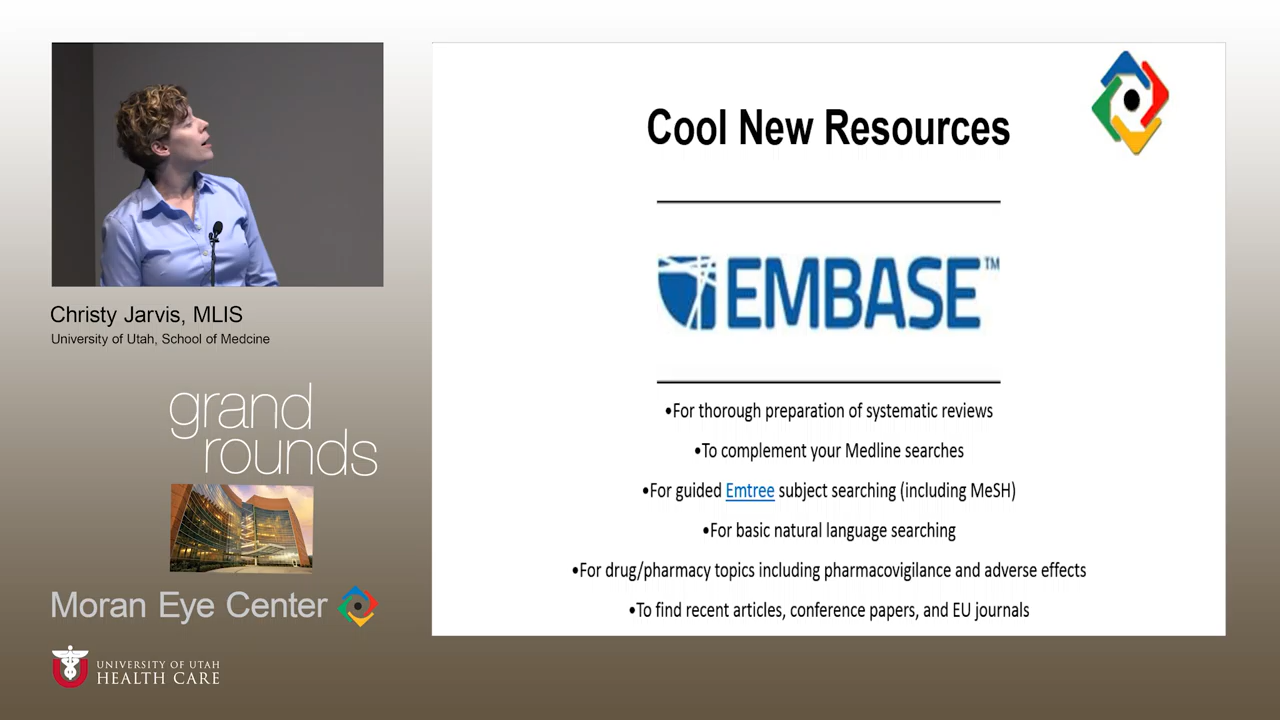 Christy Jarvis, MLIS
University of Utah, School of Medcine
grand
rounds
Moran Eye Center
UNIVERSITY OF UTAH
HEALTH CARE
Cool New Resources
EMBASE™
•For thorough preparation of systematic reviews
•To complement your Medline searches
•For guided Emtree subject searching (including MeSH)
•For basic natural language searching
•For drug/pharmacy topics including pharmacovigilance and adverse effects
•To find recent articles, conference papers, and EU journals